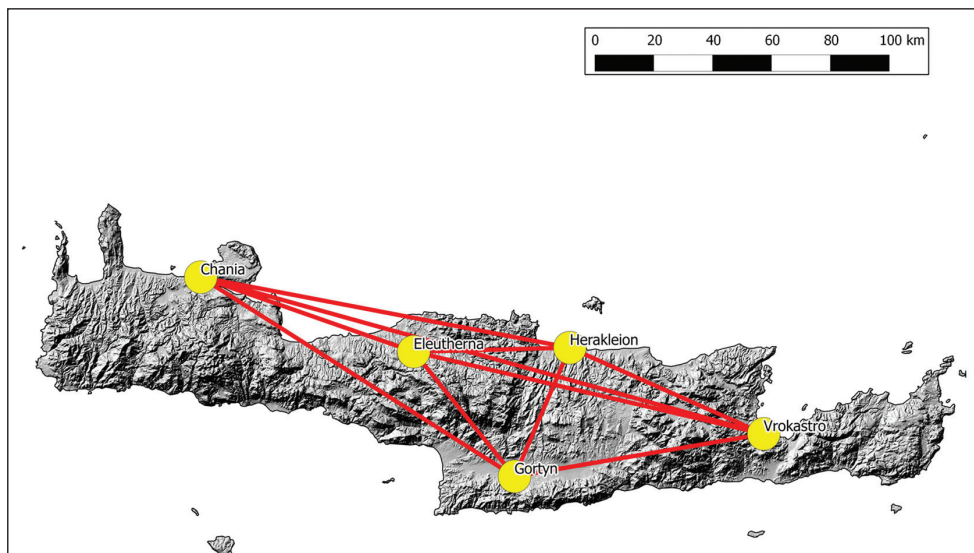 0 20 40 60 80 100 km
Chania
Herakleion
Eleutherna
Vrokastro
Gortyn